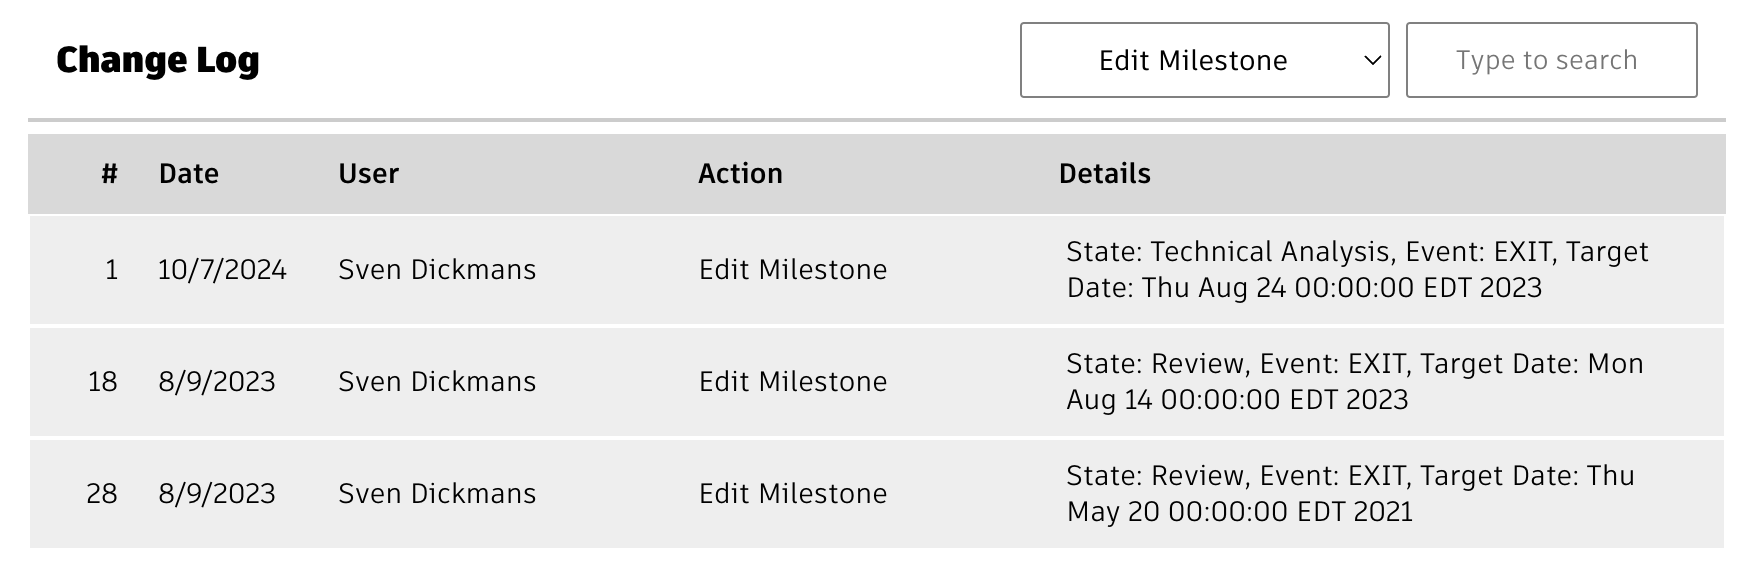 Change Log
Edit Milestone
Type to search
# Date User Action Details
1 10/7/2024 Sven Dickmans Edit Milestone State: Technical Analysis, Event: EXIT, Target
Date: Thu Aug 24 00:00:00 EDT 2023
18 8/9/2023 Sven Dickmans Edit Milestone State: Review, Event: EXIT, Target Date: Mon
Aug 14 00:00:00 EDT 2023
28 8/9/2023 Sven Dickmans Edit Milestone State: Review, Event: EXIT, Target Date: Thu
May 20 00:00:00 EDT 2021